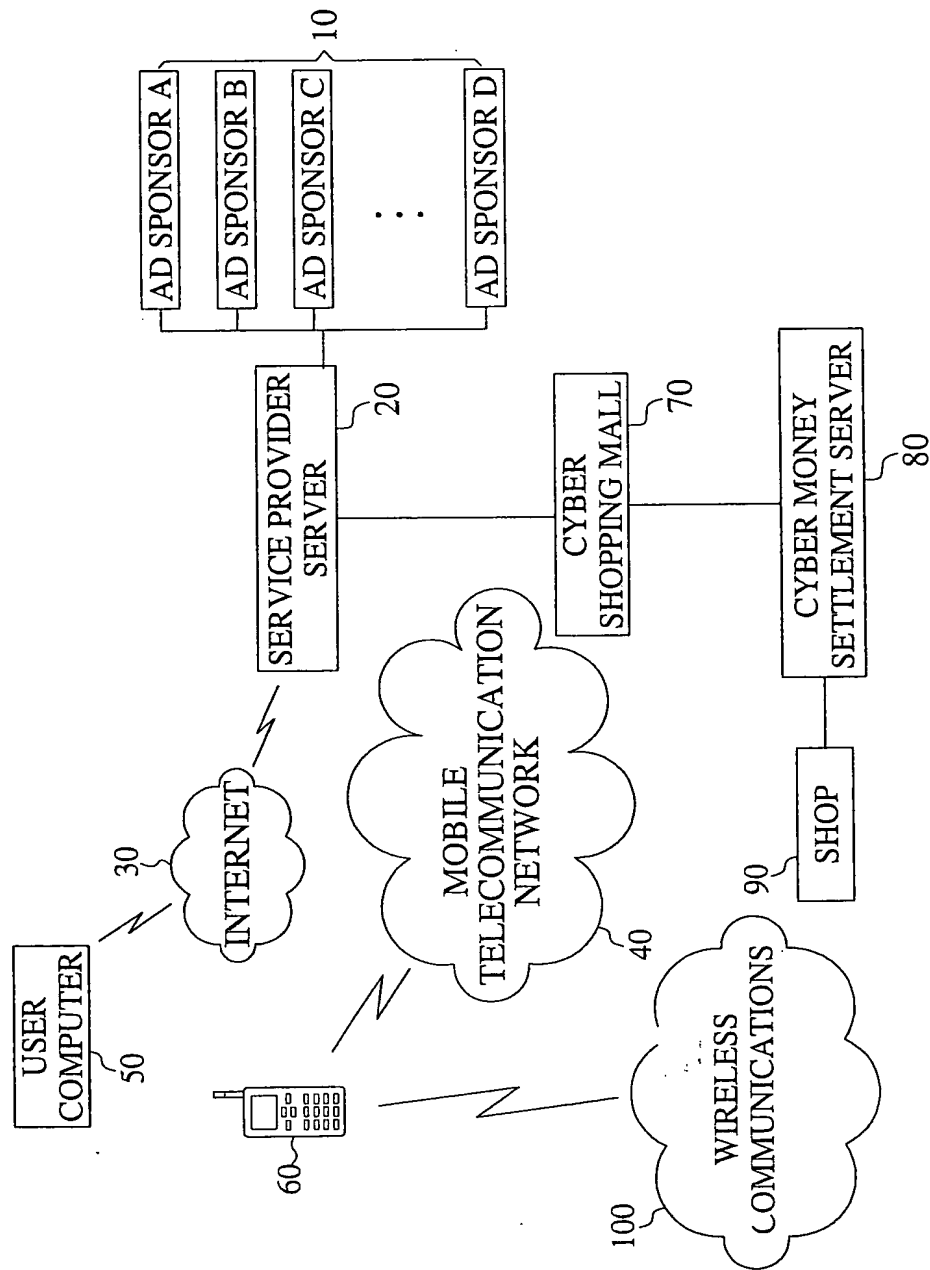 USER
COMPUTER
50
30
INTERNET
SERVICE PROVIDER
SERVER
20
AD SPONSOR A
AD SPONSOR B
AD SPONSOR C
. . .
AD SPONSOR D
10
60
MOBILE
TELECOMMUNICATION
NETWORK
40
CYBER
SHOPPING MALL
70
100
WIRELESS
COMMUNICATIONS
90
SHOP
CYBER MONEY
SETTLEMENT SERVER
80